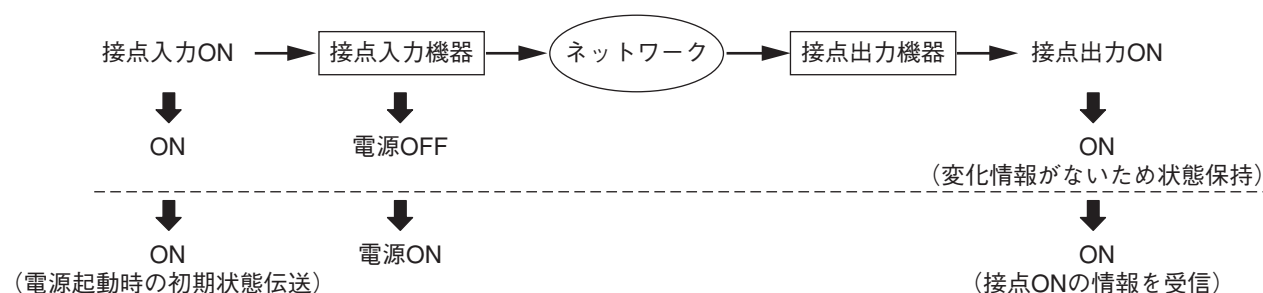 接点入力ON 接点入力機器 ネットワーク 接点出力機器 接点出力ON
ON 電源OFF ON
(変化情報がないため状態保持)
ON 電源ON ON
(電源起動時の初期状態伝送) (接点ONの情報を受信)